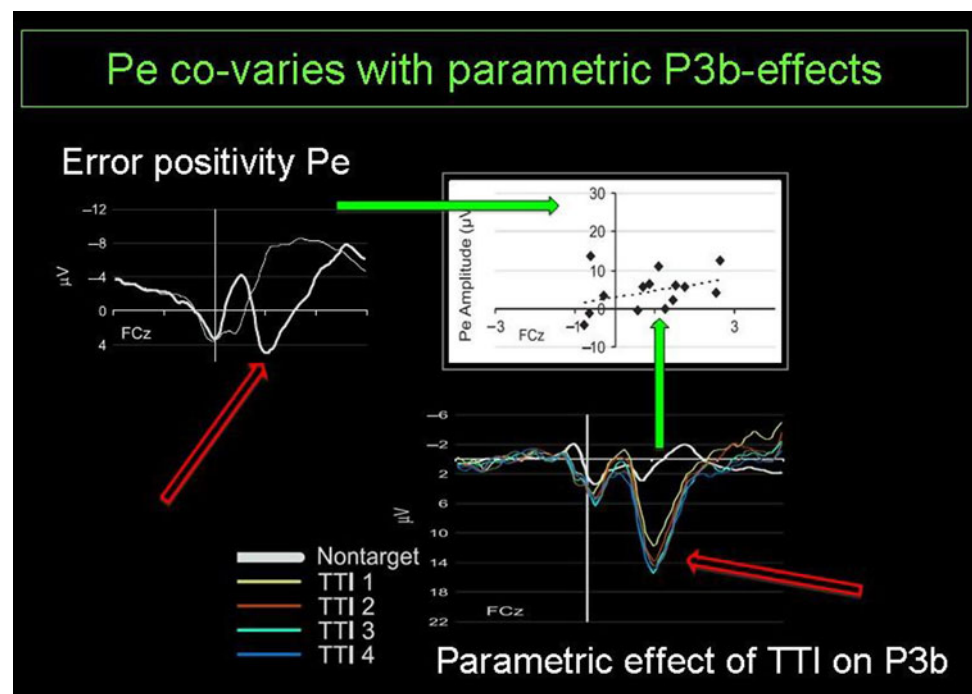 Pe co-varies with parametric P3b-effects
Error positivity Pe
–12
–8
–4
0
4
μV
FCz
30
20
10
0
–10
Pe Amplitude (μV
–3
–1
3
FCz
–6
–2
2
6
10
14
18
22
μV
FCz
Nontarget
TTI 1
TTI 2
TTI 3
TTI 4
Parametric effect of TTI on P3b